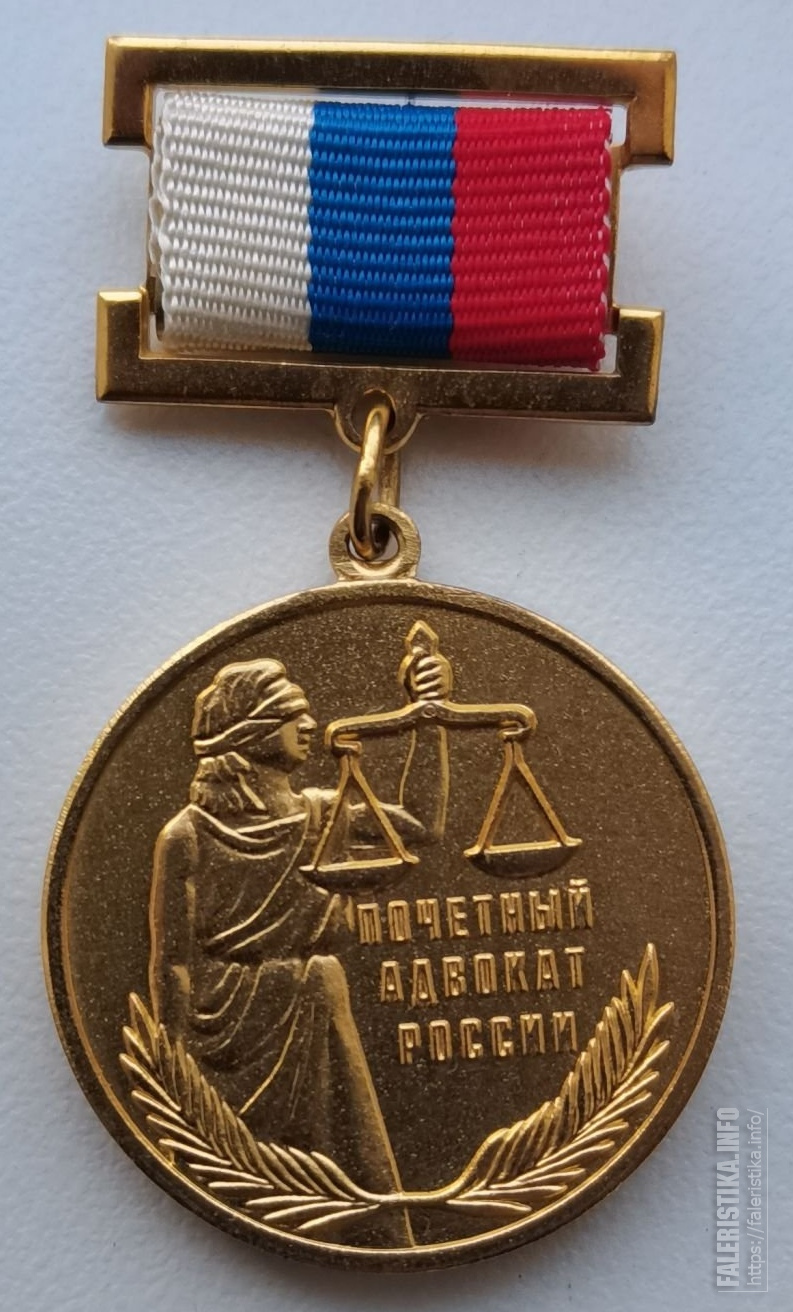 ПОЧЕТНЫЙ
АДВОКАТ
РОССИИ
FALERISTIKA.INFO
https://faleristika.info/